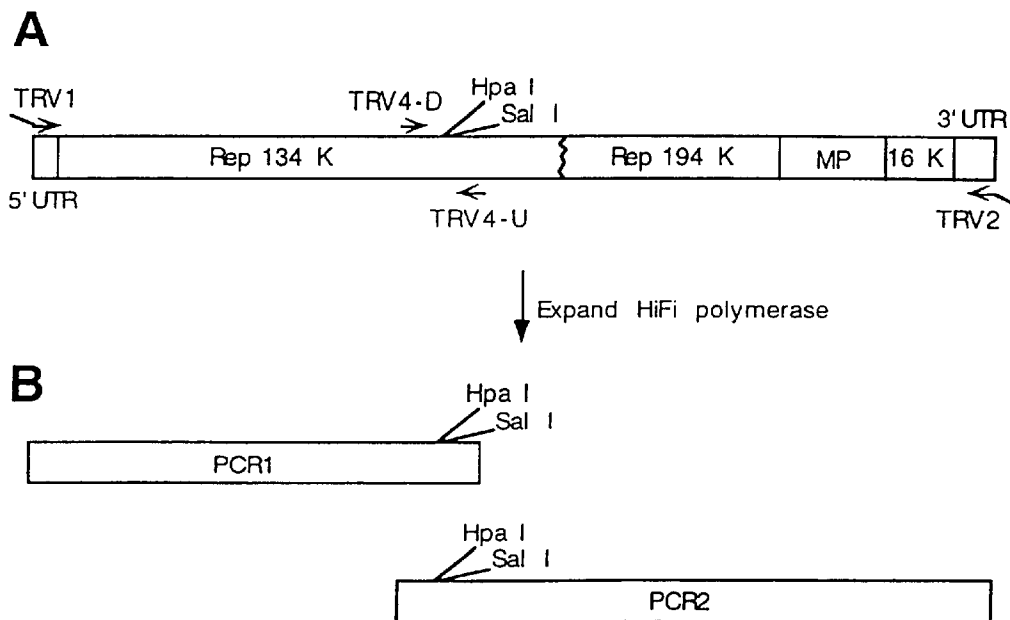 A
TRV1
TRV4-D
Hpa I
Sal I
3' UTR
Rep 134 K
Rep 194 K
MP
16 K
5' UTR
TRV4-U
TRV2
Expand HiFi polymerase
B
Hpa I
Sal I
PCR1
Hpa I
Sal I
PCR2